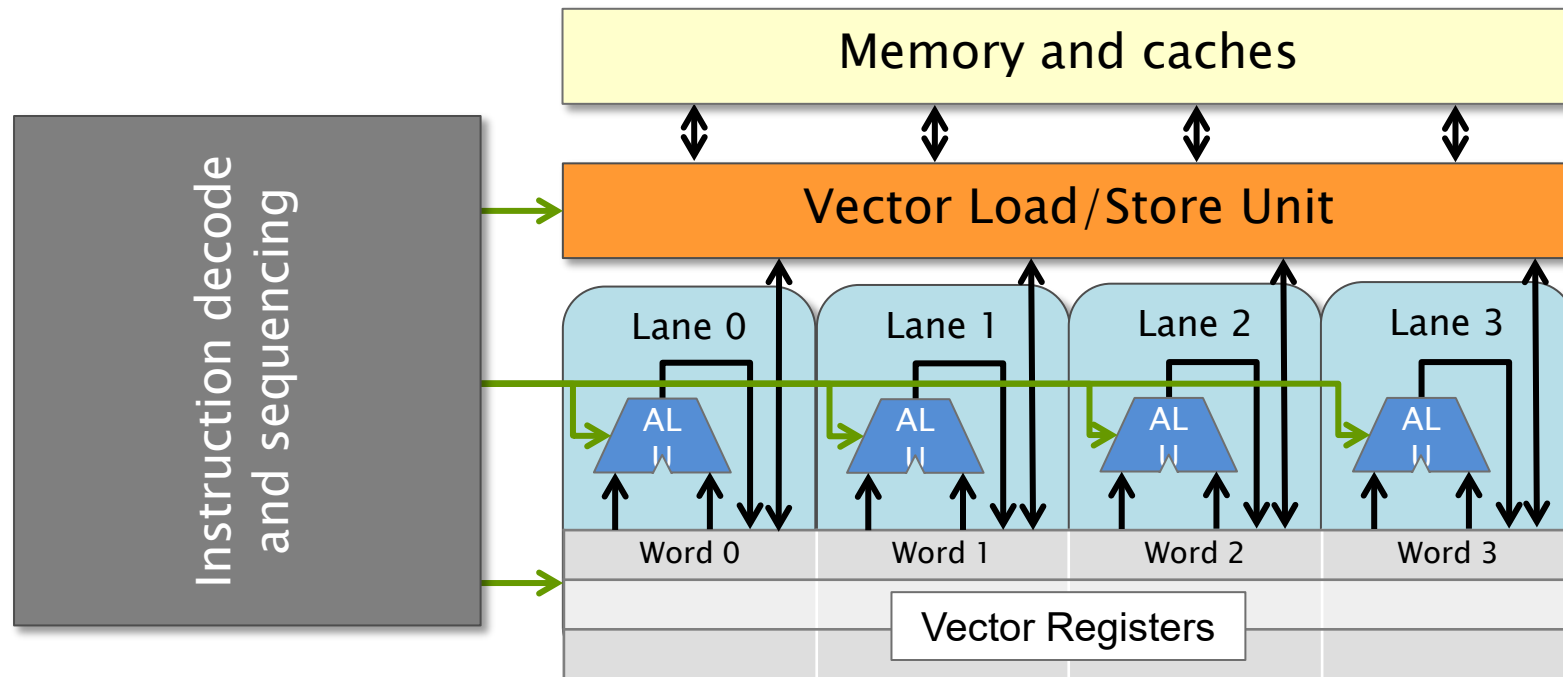 Memory and caches
Instruction decode
and sequencing
Vector Load/Store Unit
Lane 0
Lane 1
Lane 2
Lane 3
AL
U
AL
U
AL
U
AL
U
Word 0
Word 1
Word 2
Word 3
Vector Registers